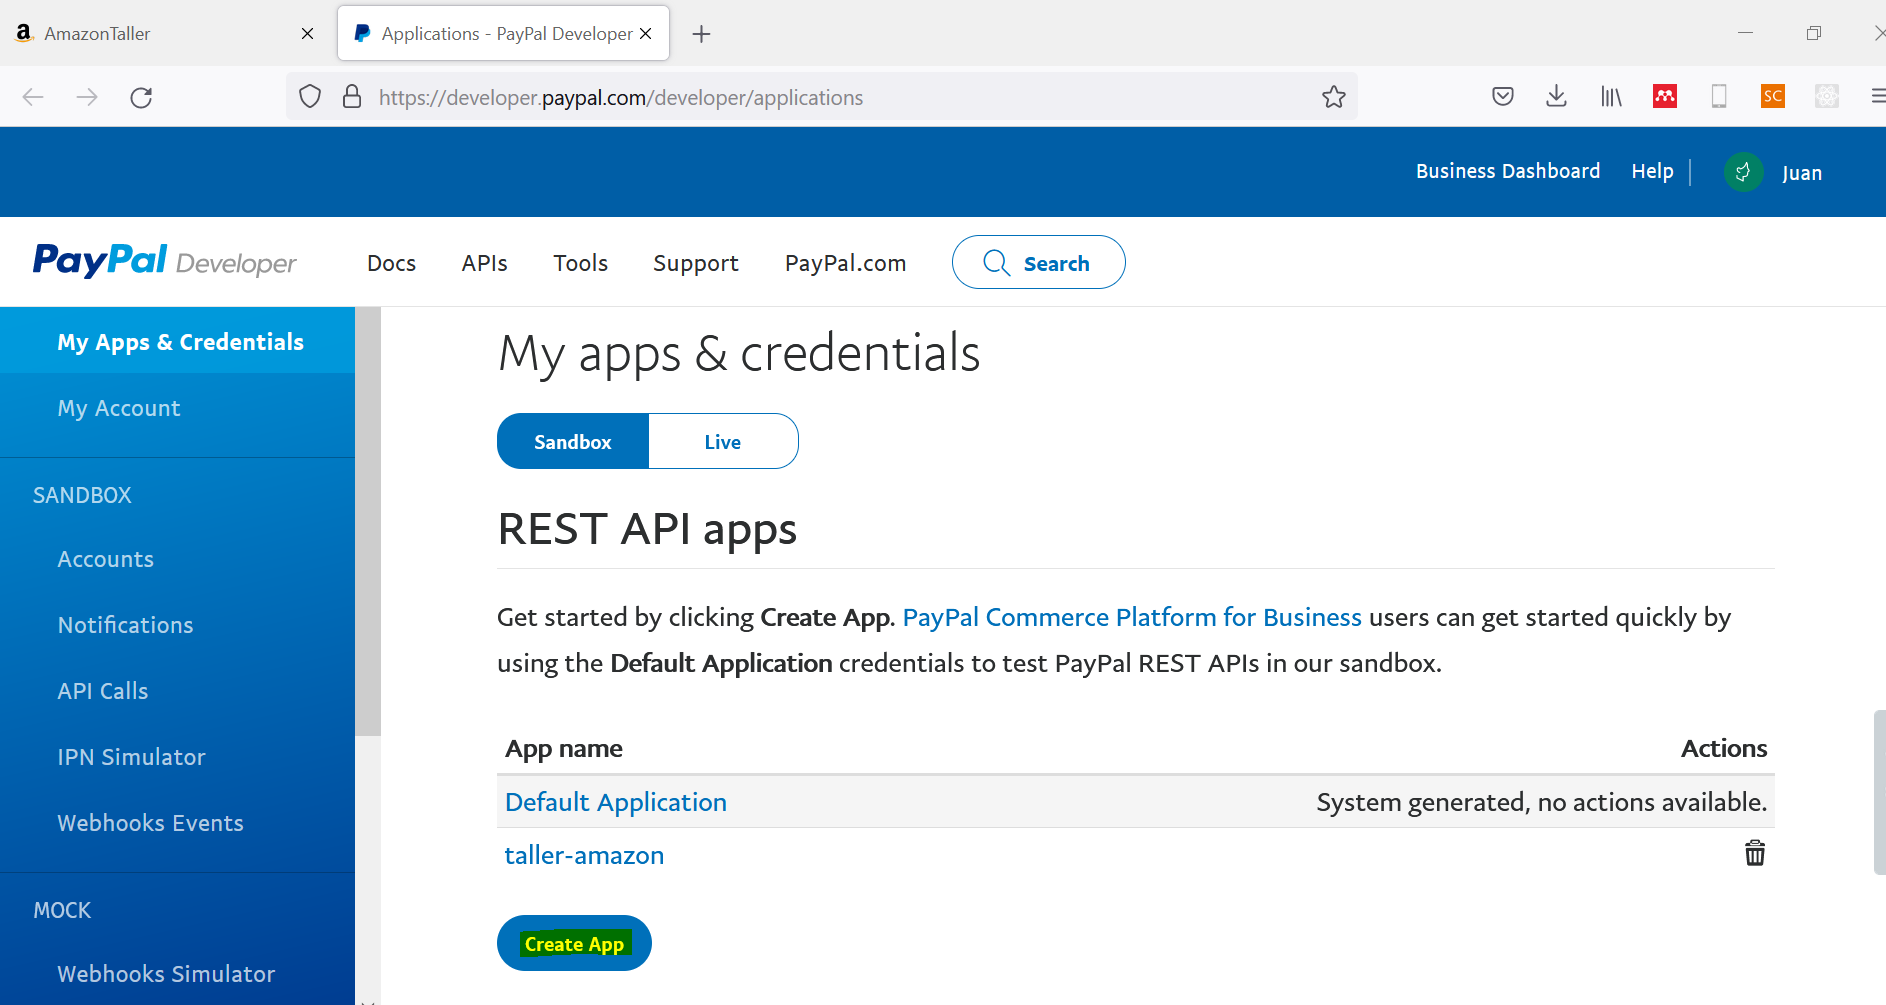 AmazonTaller
Applications - PayPal Developer
https://developer.paypal.com/developer/applications
SC
Business Dashboard Help Juan
PayPal Developer Docs APIs Tools Support PayPal.com Search
My Apps & Credentials
My Account
SANDBOX
Accounts
Notifications
API Calls
IPN Simulator
Webhooks Events
MOCK
Webhooks Simulator
My apps & credentials
Sandbox Live
REST API apps
Get started by clicking Create App. PayPal Commerce Platform for Business users can get started quickly by
using the Default Application credentials to test PayPal REST APIs in our sandbox.
App name Actions
Default Application System generated, no actions available.
taller-amazon
Create App